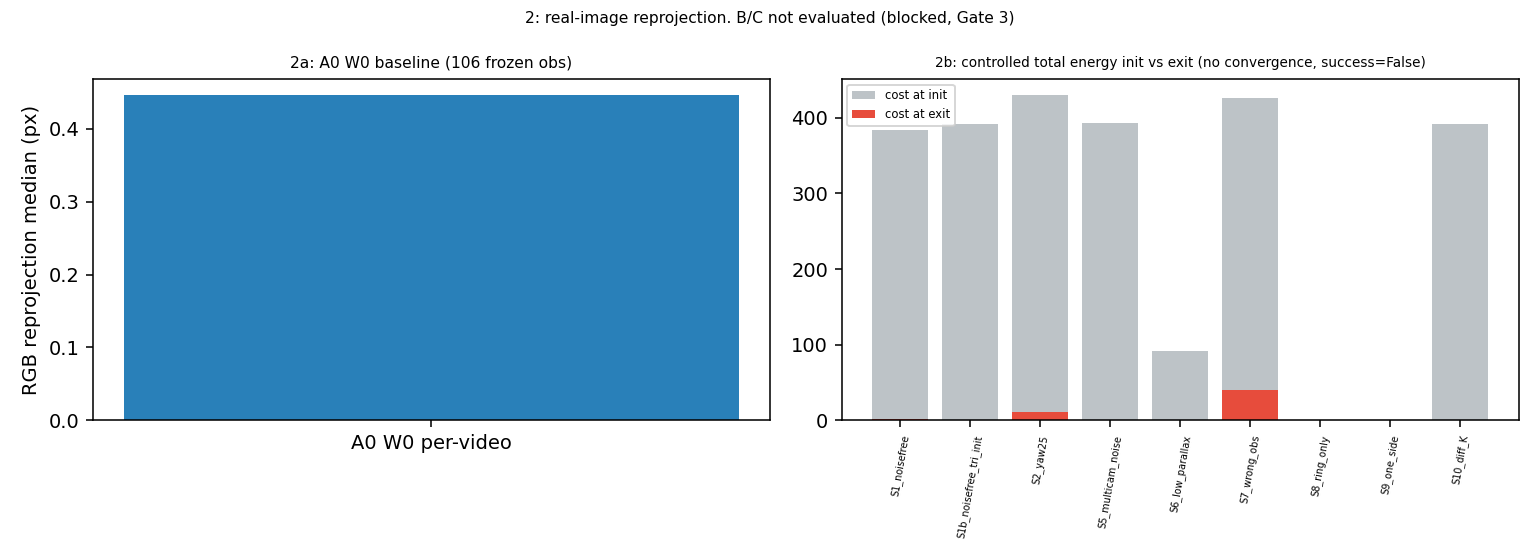 2: real-image reprojection. B/C not evaluated (blocked, Gate 3)
2a: A0 W0 baseline (106 frozen obs)
RGB reprojection median (px)
0.4
0.3
0.2
0.1
0.0
A0 W0 per-video
2b: controlled total energy init vs exit (no convergence, success=False)
cost at init
cost at exit
400
300
200
100
0
S1_noisefree
S1b_noisefree_tri_init
S2_yaw25
S5_multicam_noise
S6_low_parallax
S7_wrong_obs
S8_ring_only
S9_one_side
S10_diff_K